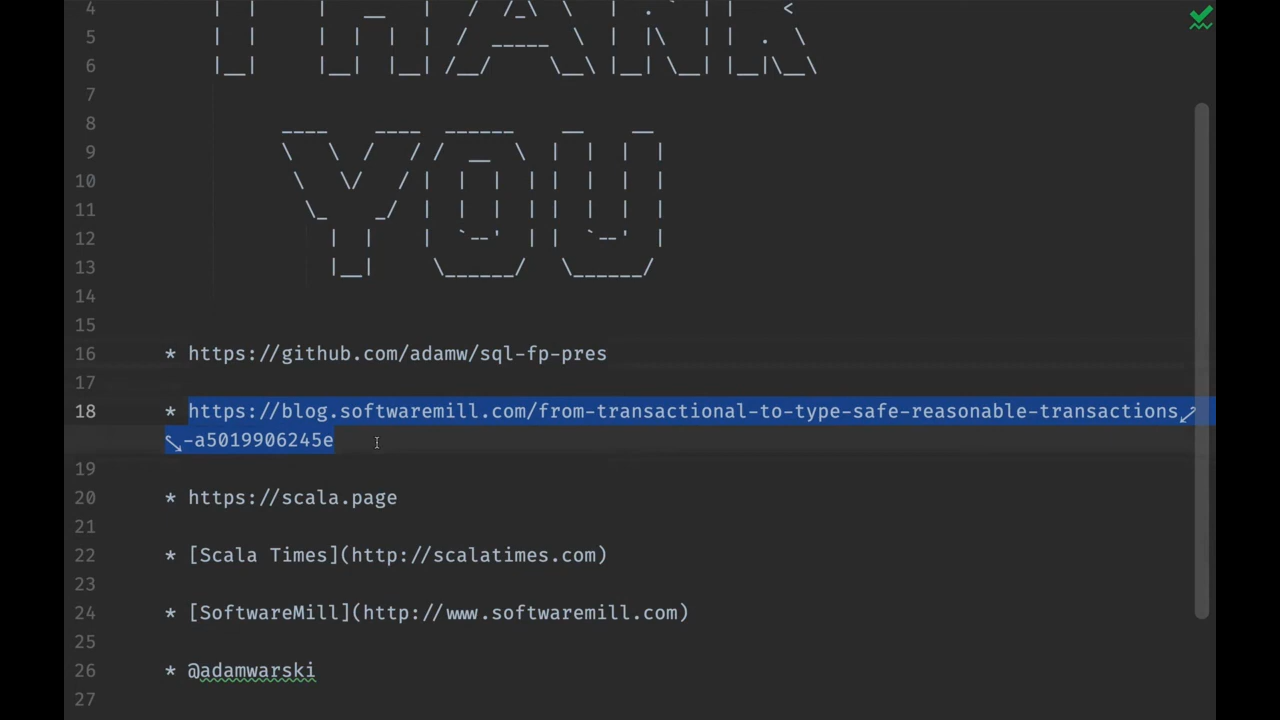 4
5
6
7
8
9
10
11
12
13
14
15
16 * https://github.com/adamw/sql-fp-pres
17
18 * https://blog.softwaremill.com/from-transactional-to-type-safe-reasonable-transactions
-a5019906245e
19
20 * https://scala.page
21
22 * [Scala Times](http://scalatimes.com)
23
24 * [SoftwareMill](http://www.softwaremill.com)
25
26 * @adamwarski
27